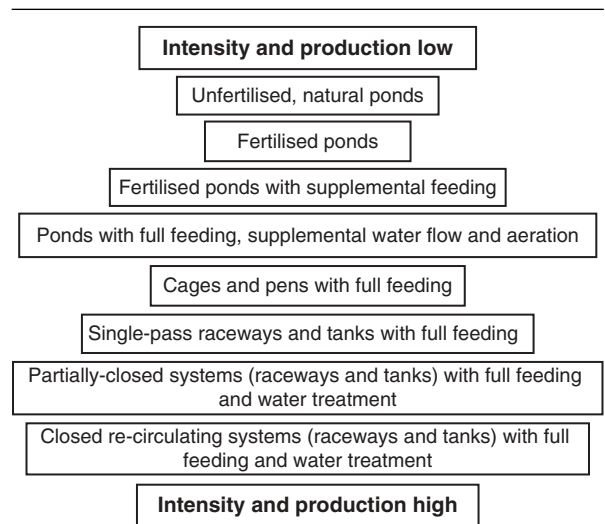 Intensity and production low
Unfertilised, natural ponds
Fertilised ponds
Fertilised ponds with supplemental feeding
Ponds with full feeding, supplemental water flow and aeration
Cages and pens with full feeding
Single-pass raceways and tanks with full feeding
Partially-closed systems (raceways and tanks) with full feeding
and water treatment
Closed re-circulating systems (raceways and tanks) with full
feeding and water treatment
Intensity and production high